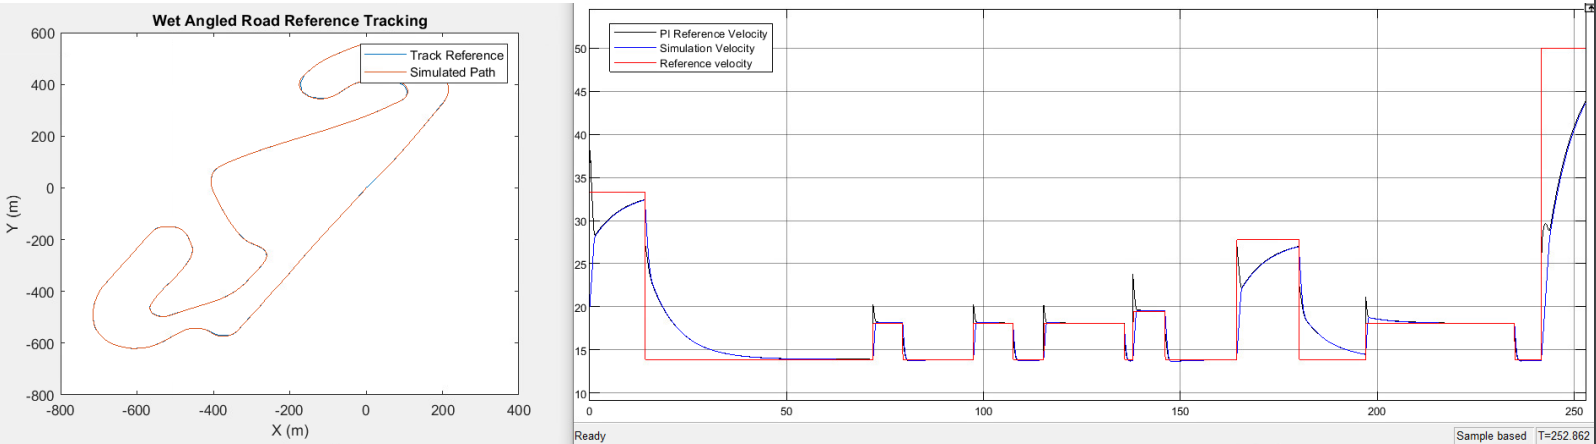 Wet Angled Road Reference Tracking
600
400
200
0
-200
-400
-600
-800
Y (m)
Track Reference
Simulated Path
-800
-600
-400
-200
0
200
400
X (m)
PI Reference Velocity
Simulation Velocity
Reference velocity
50
45
40
35
30
25
20
15
10
0
50
100
150
200
250
Ready
Sample based
T=252.862